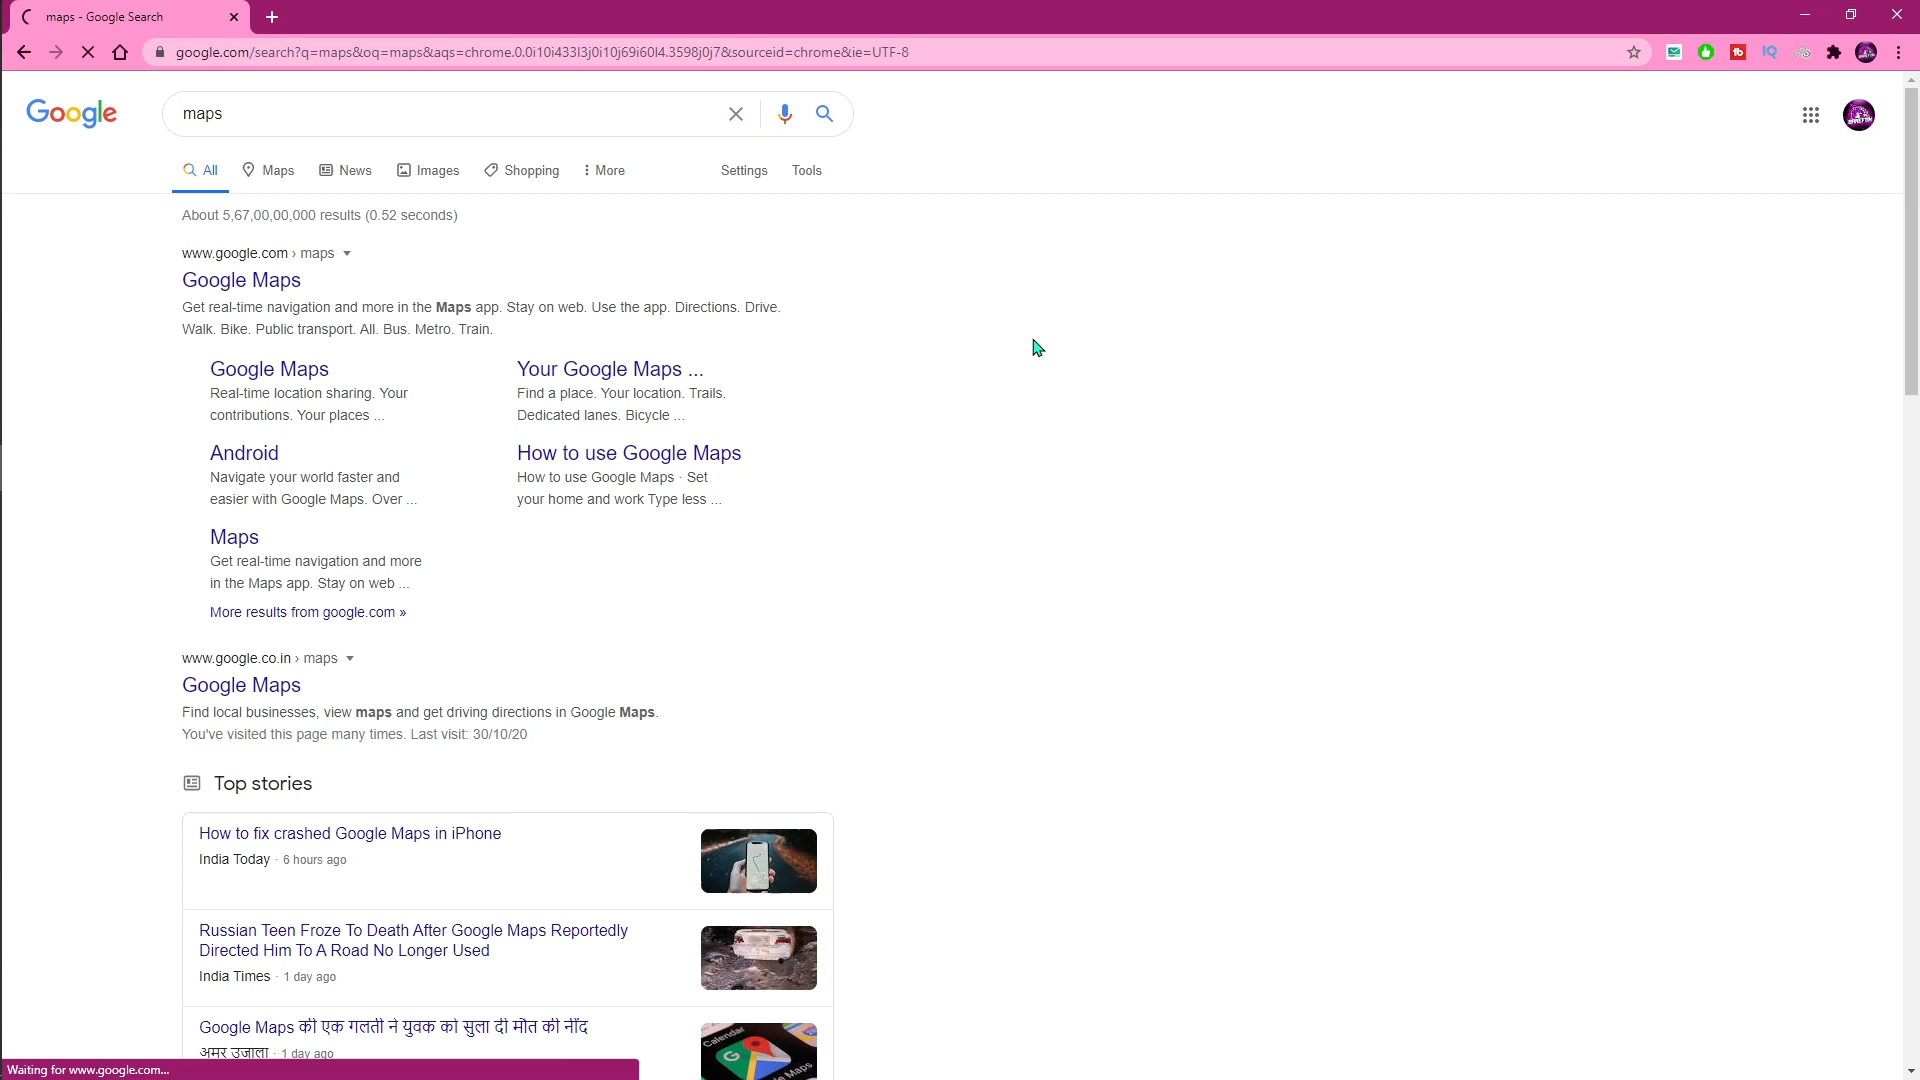 maps - Google Search
google.com/search?q=maps&oq=maps&aqs=chrome.0.0i10i433l3j0i10j69i60l4.3598j0j7&sourceid=chrome&ie=UTF-8
Google
maps
All Maps News Images Shopping More Settings Tools
About 5,67,00,00,000 results (0.52 seconds)
www.google.com › maps
Google Maps
Get real-time navigation and more in the Maps app. Stay on web. Use the app. Directions. Drive.
Walk. Bike. Public transport. All. Bus. Metro. Train.
Google Maps
Real-time location sharing. Your
contributions. Your places ...
Your Google Maps ...
Find a place. Your location. Trails.
Dedicated lanes. Bicycle ...
Android
Navigate your world faster and
easier with Google Maps. Over ...
How to use Google Maps
How to use Google Maps · Set
your home and work Type less ...
Maps
Get real-time navigation and more
in the Maps app. Stay on web ...
More results from google.com »
www.google.co.in › maps
Google Maps
Find local businesses, view maps and get driving directions in Google Maps.
You've visited this page many times. Last visit: 30/10/20
Top stories
How to fix crashed Google Maps in iPhone
India Today · 6 hours ago
Russian Teen Froze To Death After Google Maps Reportedly
Directed Him To A Road No Longer Used
India Times · 1 day ago
Google Maps की एक गलती ने युवक को सुला दी मौत की नींद
अमर उजाला · 1 day ago
Calendar
Maps
Waiting for www.google.com...